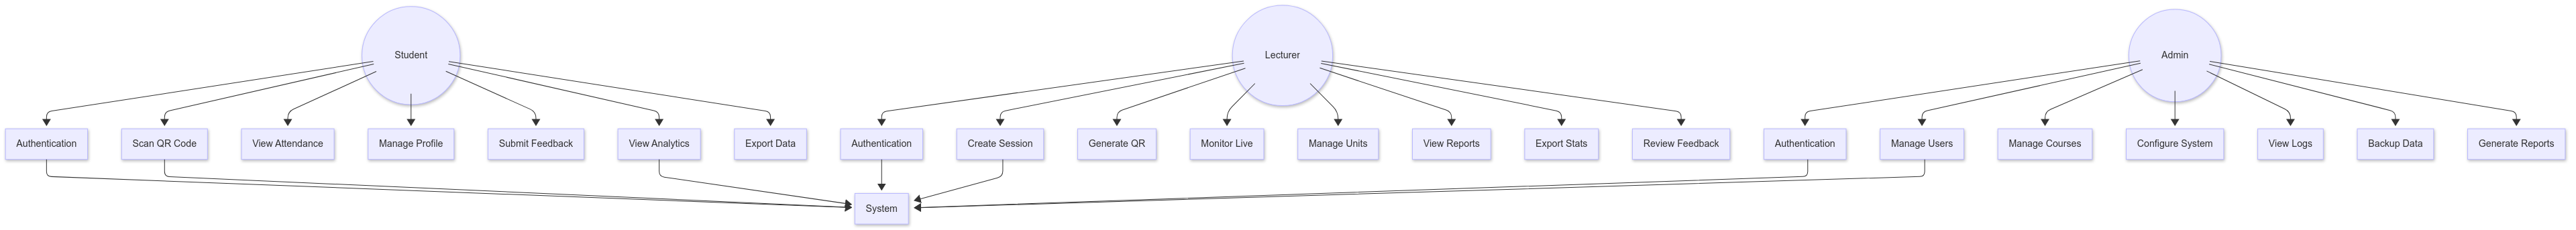 Student
Lecturer
Admin
Authentication
Scan QR Code
View Attendance
Manage Profile
Submit Feedback
View Analytics
Export Data
Authentication
Create Session
Generate QR
Monitor Live
Manage Units
View Reports
Export Stats
Review Feedback
Authentication
Manage Users
Manage Courses
Configure System
View Logs
Backup Data
Generate Reports
System